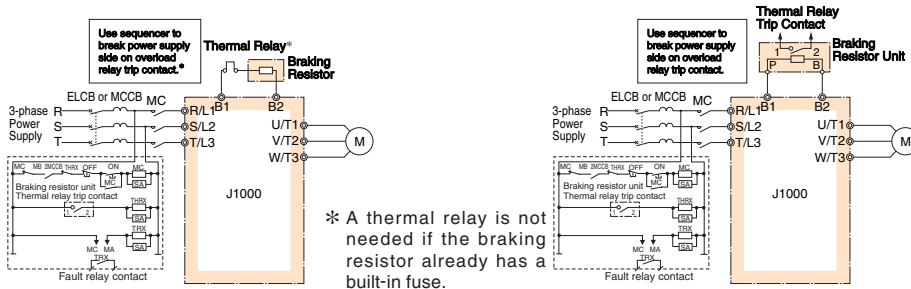 Use sequencer to
break power supply
side on overload
relay trip contact.*
Thermal Relay*
Braking
Resistor
ELCB or MCCB MC
B1 B2
3-phase
Power
Supply
R R/L1
S S/L2
T T/L3
U/T1
V/T2
W/T3
M
MC MB 2MCCB THRX OFF ON MC
MC SA
Braking resistor unit
Thermal relay trip contact
1 2
THRX
SA
TRX
SA
MC MA
TRX
Fault relay contact
J1000
* A thermal relay is not
needed if the braking
resistor already has a
built-in fuse.
Thermal Relay
Trip Contact
Use sequencer to
break power supply
side on overload
relay trip contact.
1 2
P B
Braking
Resistor Unit
ELCB or MCCB MC
B1 B2
3-phase
Power
Supply
R R/L1
S S/L2
T T/L3
U/T1
V/T2
W/T3
M
MC MB 2MCCB THRX OFF ON MC
MC SA
Braking resistor unit
Thermal relay trip contact
1 2
THRX
SA
TRX
SA
MC MA
TRX
Fault relay contact
J1000